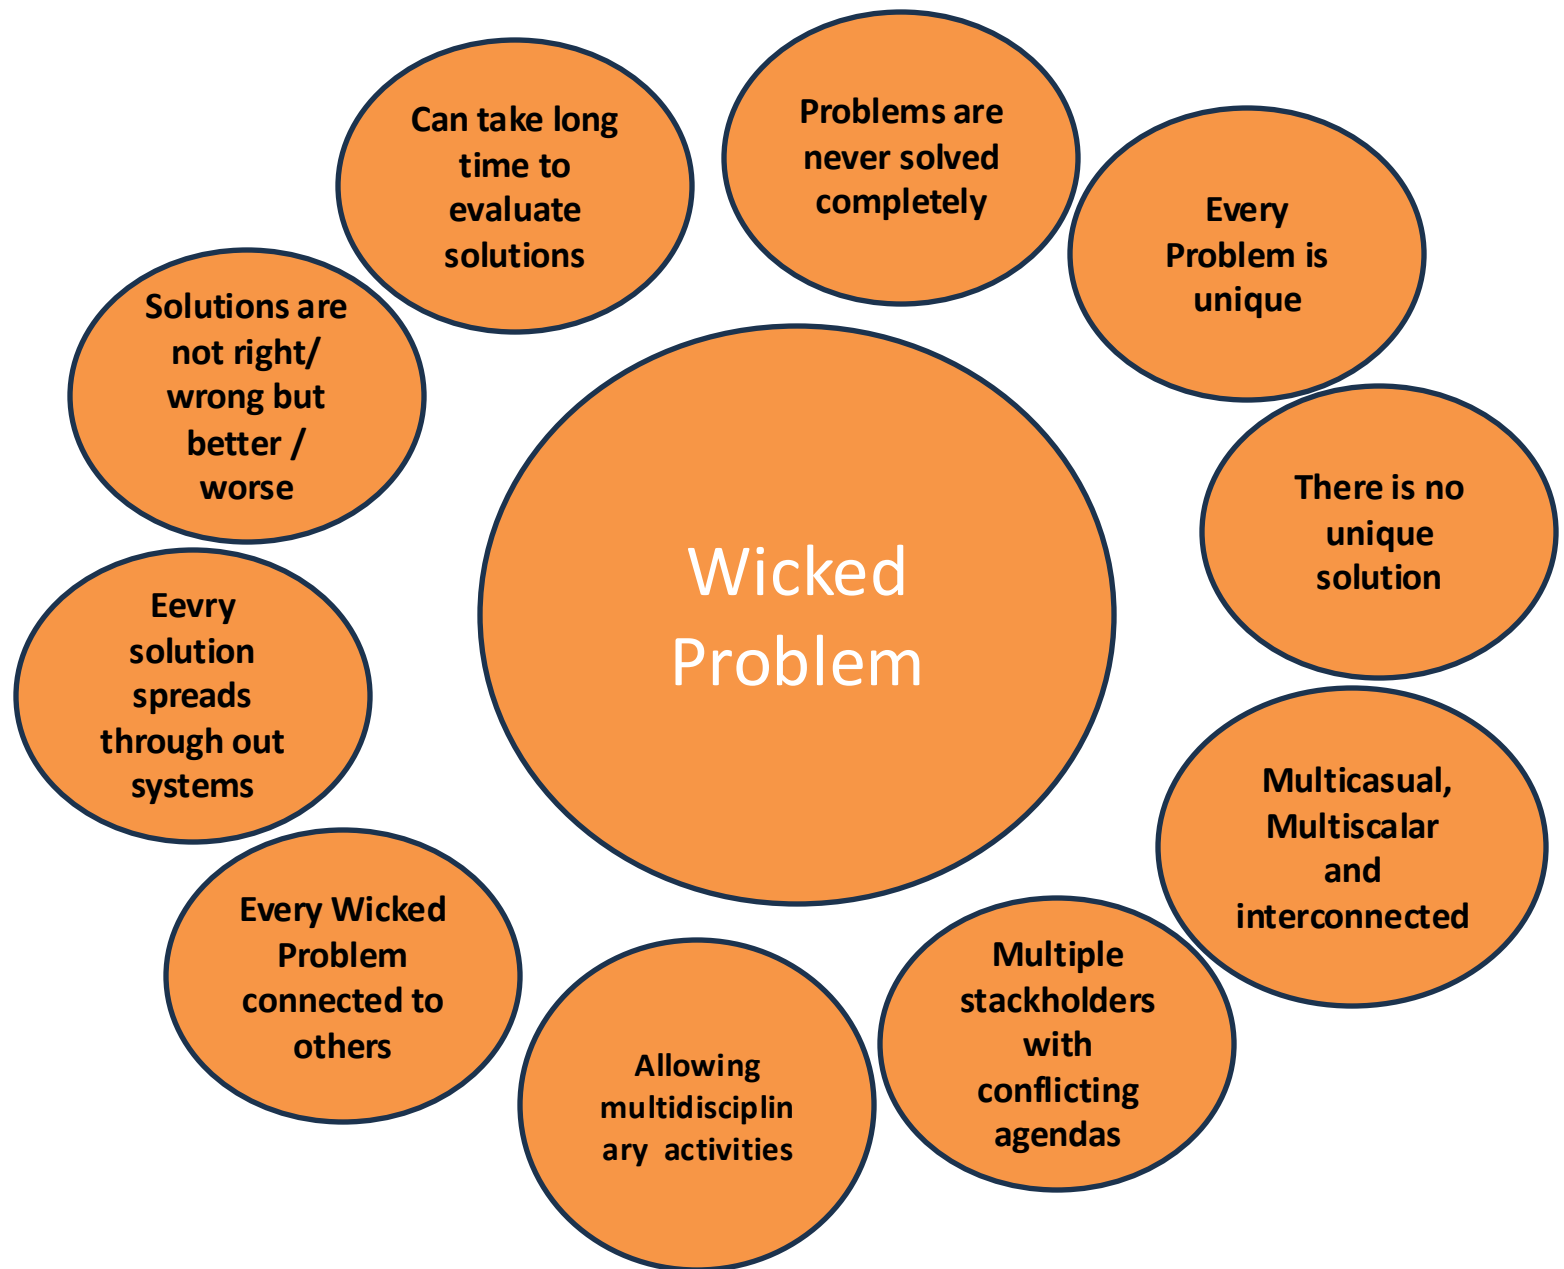 Can take long
time to
evaluate
solutions
Problems are
never solved
completely
Every
Problem is
unique
Solutions are
not right/
wrong but
better /
worse
There is no
unique
solution
Wicked
Problem
Eevry
solution
spreads
through out
systems
Multicasual,
Multiscalar
and
interconnected
Every Wicked
Problem
connected to
others
Multiple
stackholders
with
conflicting
agendas
Allowing
multidisciplin
ary  activities